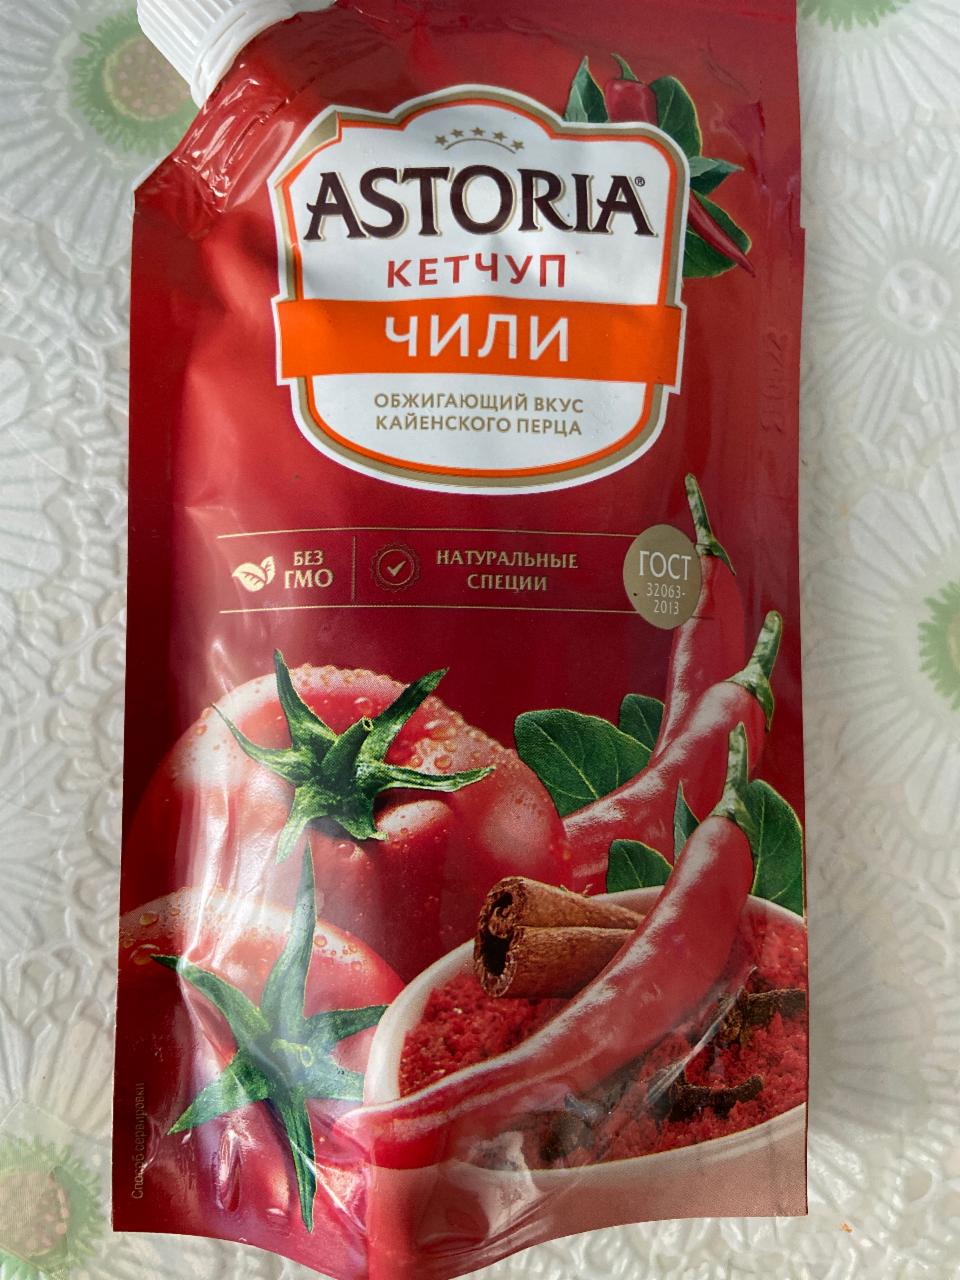 ASTORIA®
КЕТЧУП
ЧИЛИ
ОБЖИГАЮЩИЙ ВКУС
КАЙЕНСКОГО ПЕРЦА
БЕЗ
ГМО
НАТУРАЛЬНЫЕ
СПЕЦИИ
ГОСТ
32063-
2013
Способ сервировки